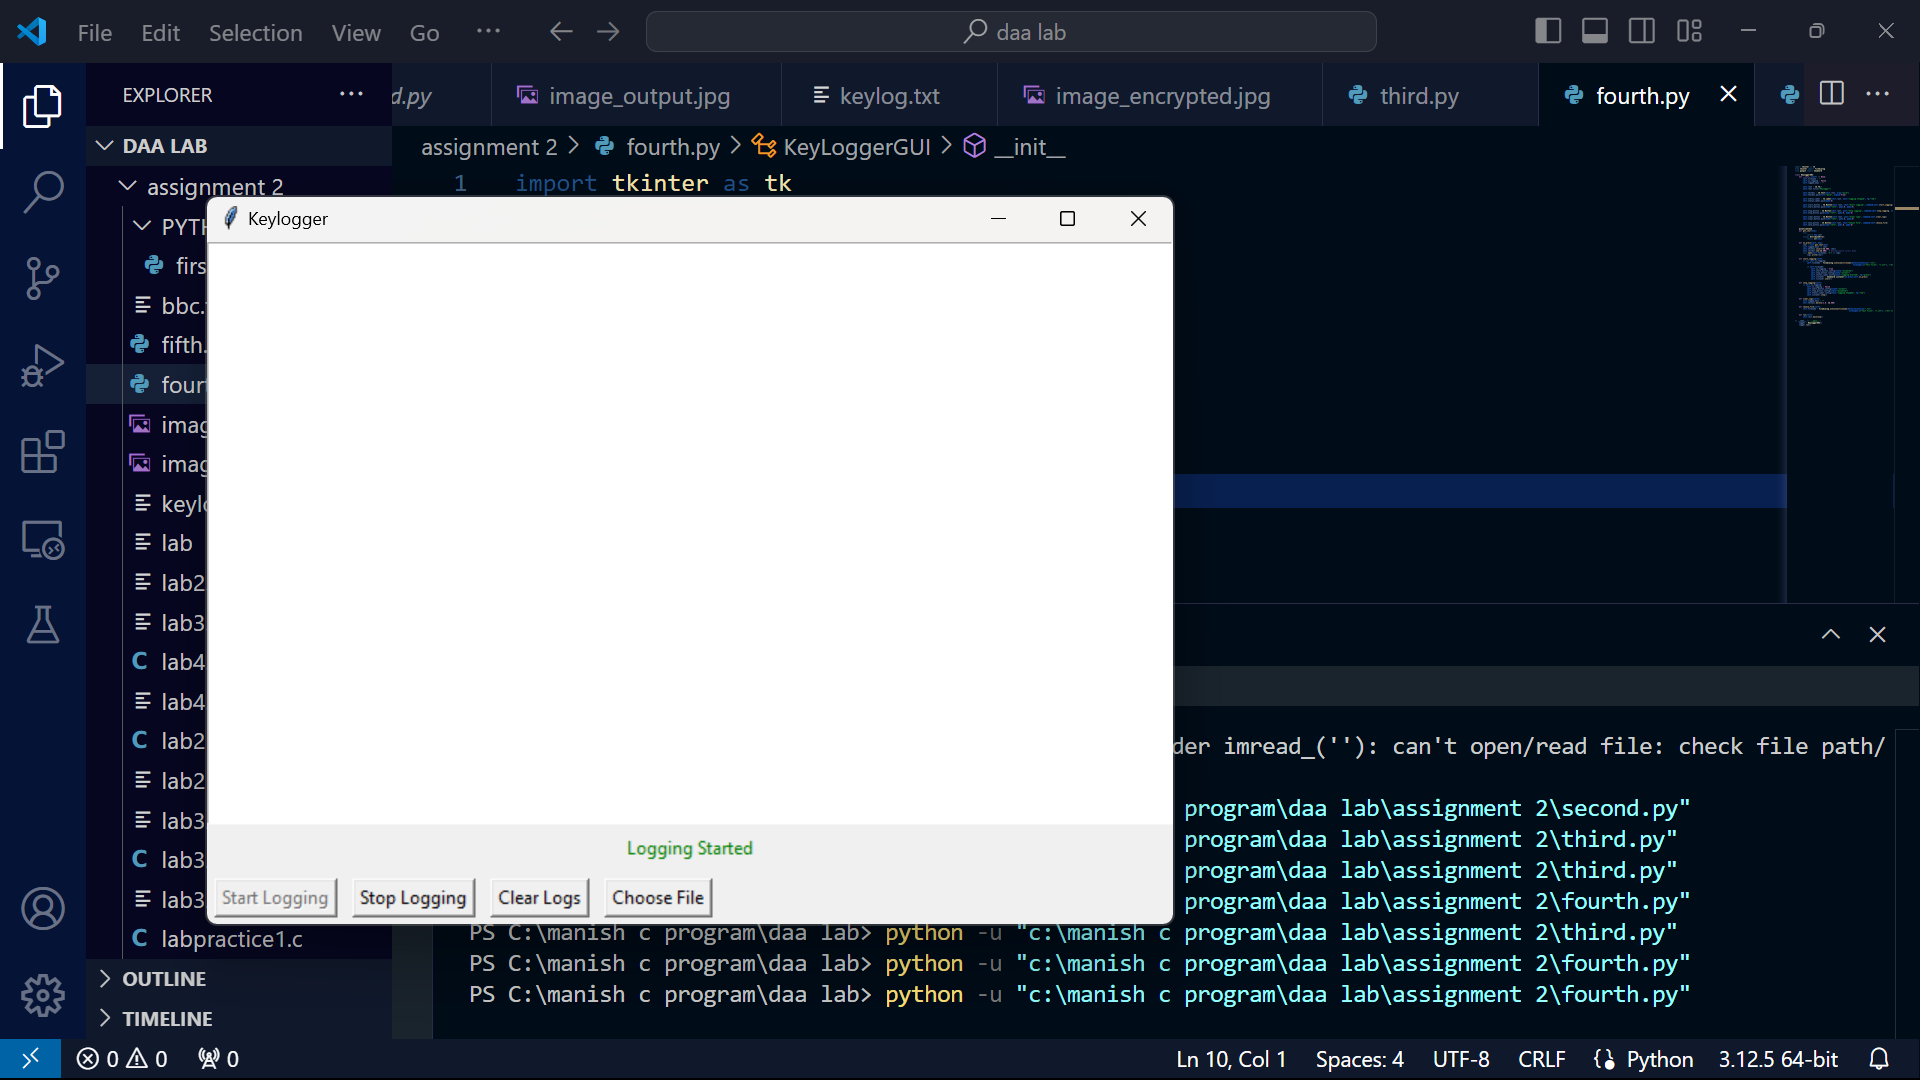 File Edit Selection View Go ··· daa lab
EXPLORER ··· d.py image_output.jpg keylog.txt image_encrypted.jpg third.py fourth.py ···
DAA LAB
assignment 2 > fourth.py > KeyLoggerGUI > __init__
assignment 2
1 import tkinter as tk
PYTH
Keylogger
firs
bbc.
fifth.
four
imag
imag
keylo
lab
lab2
lab3
C lab4
lab4
C lab2
lab2
lab3
C lab3
lab3
C labpractice1.c
OUTLINE
TIMELINE
Logging Started
Start Logging Stop Logging Clear Logs Choose File
der imread_(''): can't open/read file: check file path/
program\daa lab\assignment 2\second.py"
program\daa lab\assignment 2\third.py"
program\daa lab\assignment 2\third.py"
program\daa lab\assignment 2\fourth.py"
PS C:\manish c program\daa lab> python -u "c:\manish c program\daa lab\assignment 2\third.py"
PS C:\manish c program\daa lab> python -u "c:\manish c program\daa lab\assignment 2\fourth.py"
PS C:\manish c program\daa lab> python -u "c:\manish c program\daa lab\assignment 2\fourth.py"
0 0 0 Ln 10, Col 1 Spaces: 4 UTF-8 CRLF Python 3.12.5 64-bit